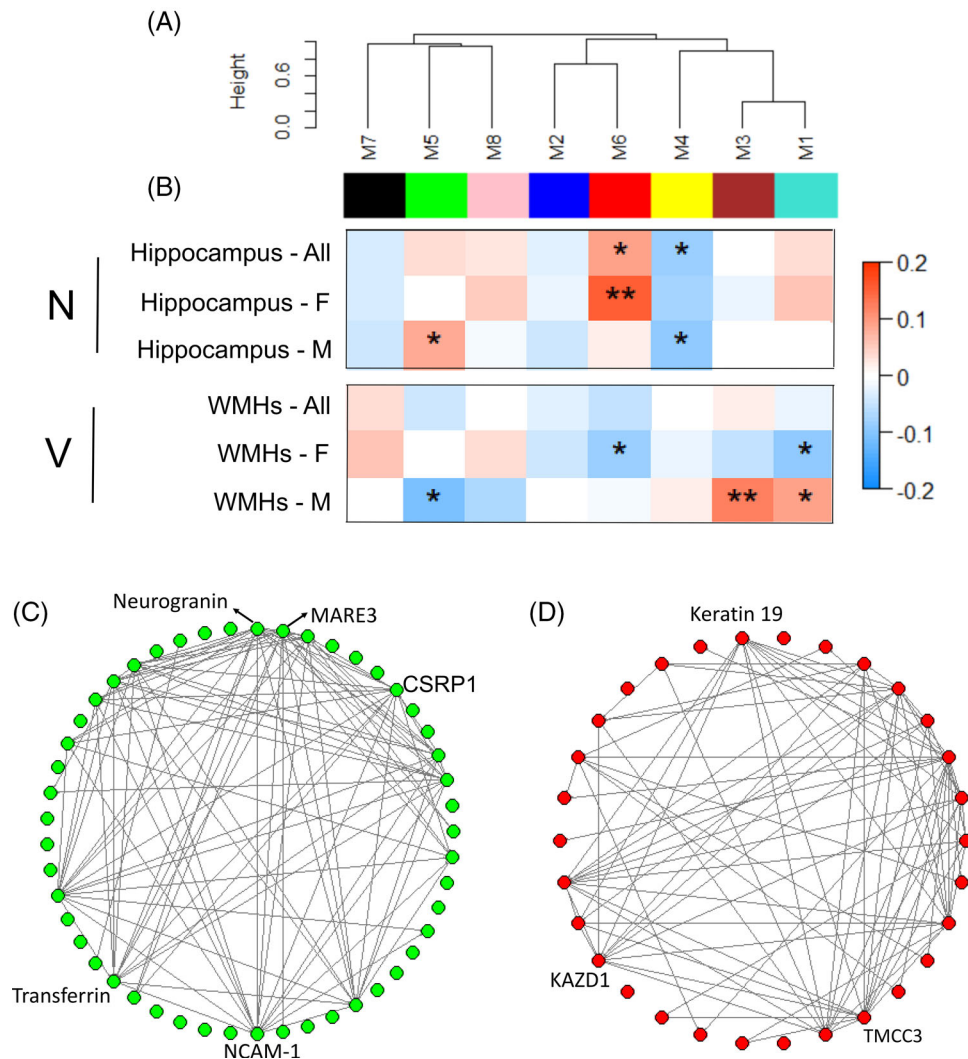 (A)
Height
0.0 0.6
M7 M5 M8 M2 M6 M4 M3 M1
(B)
N
Hippocampus - All * *
Hippocampus - F **
Hippocampus - M * *
V
WMHs - All
WMHs - F * *
WMHs - M * ** *
0.2
0.1
0
-0.1
-0.2
(C)
Neurogranin
MARE3
CSRP1
Transferrin
NCAM-1
(D)
Keratin 19
KAZD1
TMCC3